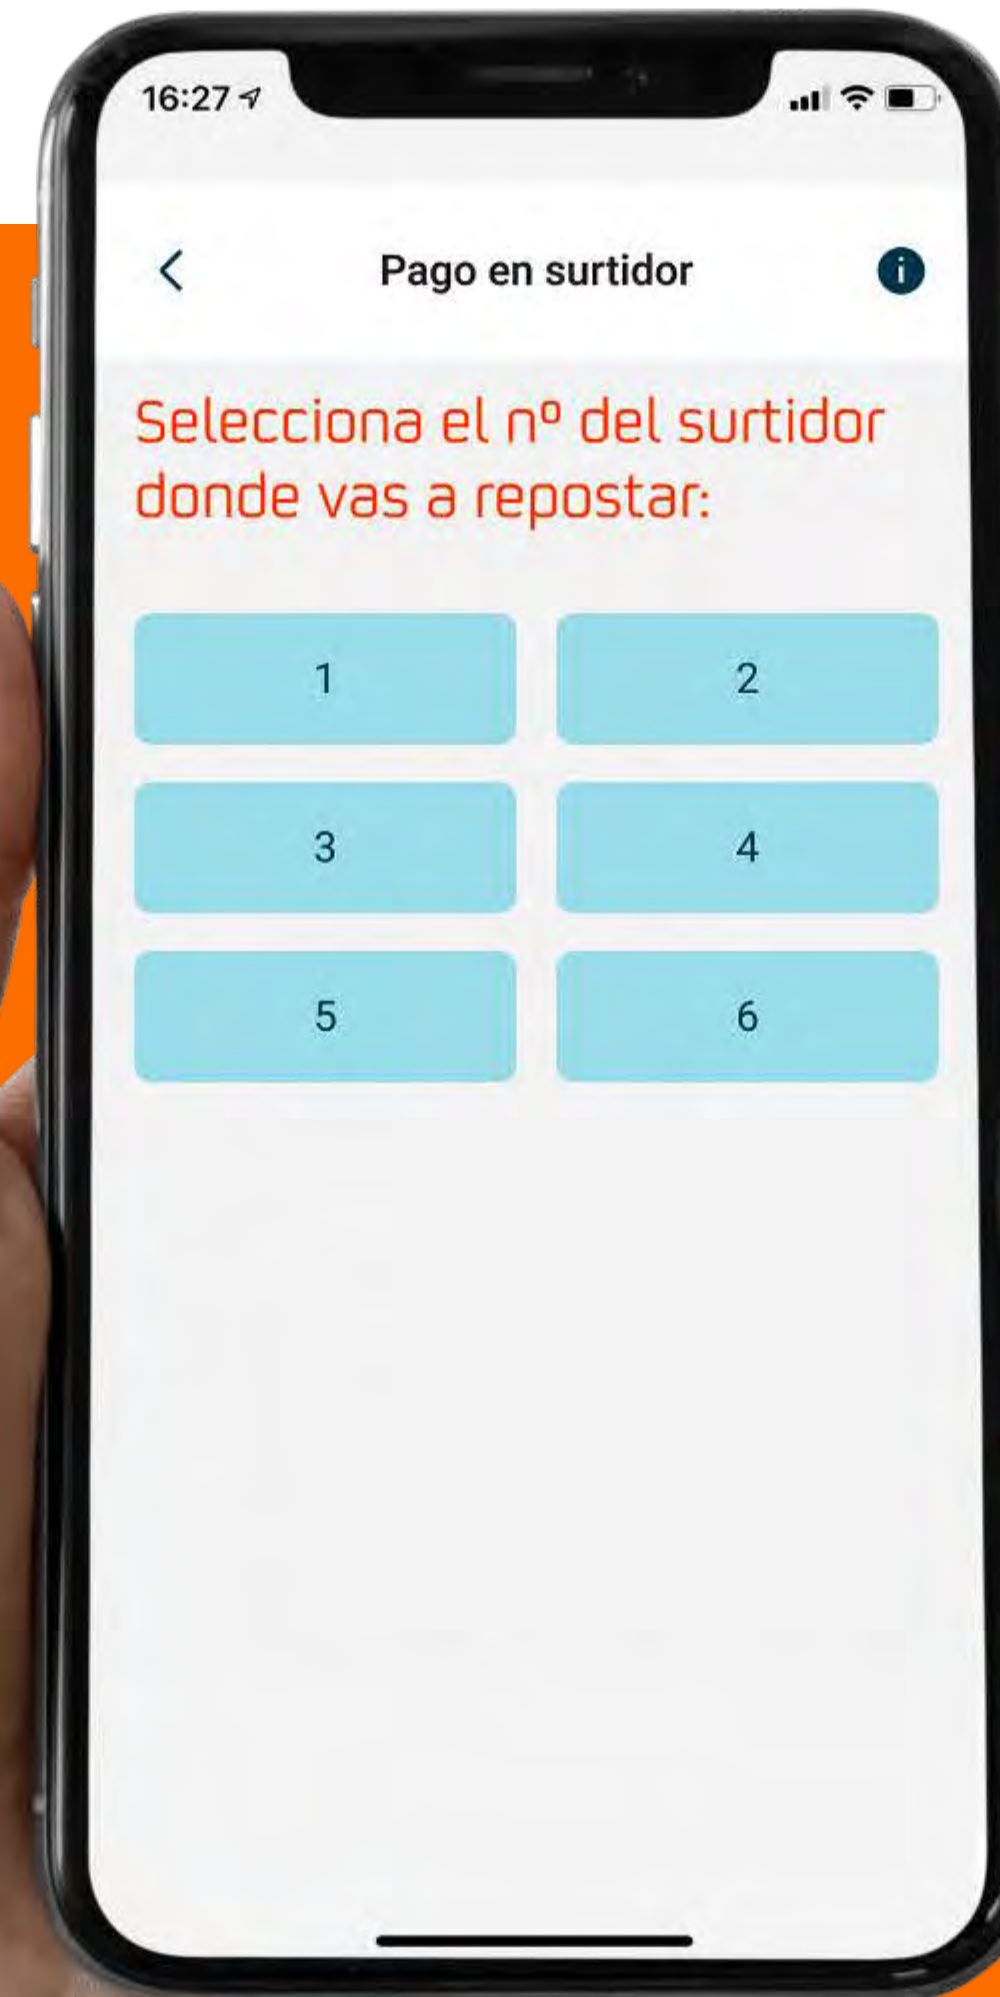 16:27
Pago en surtidor
i
Selecciona el nº del surtidor
donde vas a repostar:
1
2
3
4
5
6